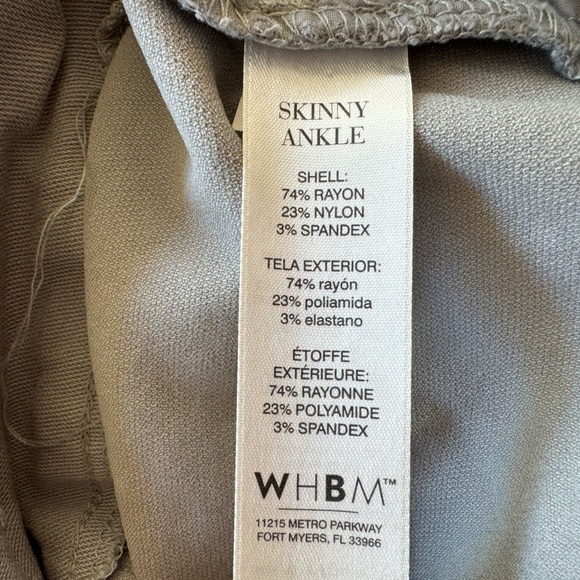 SKINNY
ANKLE
SHELL:
74% RAYON
23% NYLON
3% SPANDEX
TELA EXTERIOR:
74% rayón
23% poliamida
3% elastano
ÉTOFFE
EXTÉRIEURE:
74% RAYONNE
23% POLYAMIDE
3% SPANDEX
WHBM™
11215 METRO PARKWAY
FORT MYERS, FL 33966